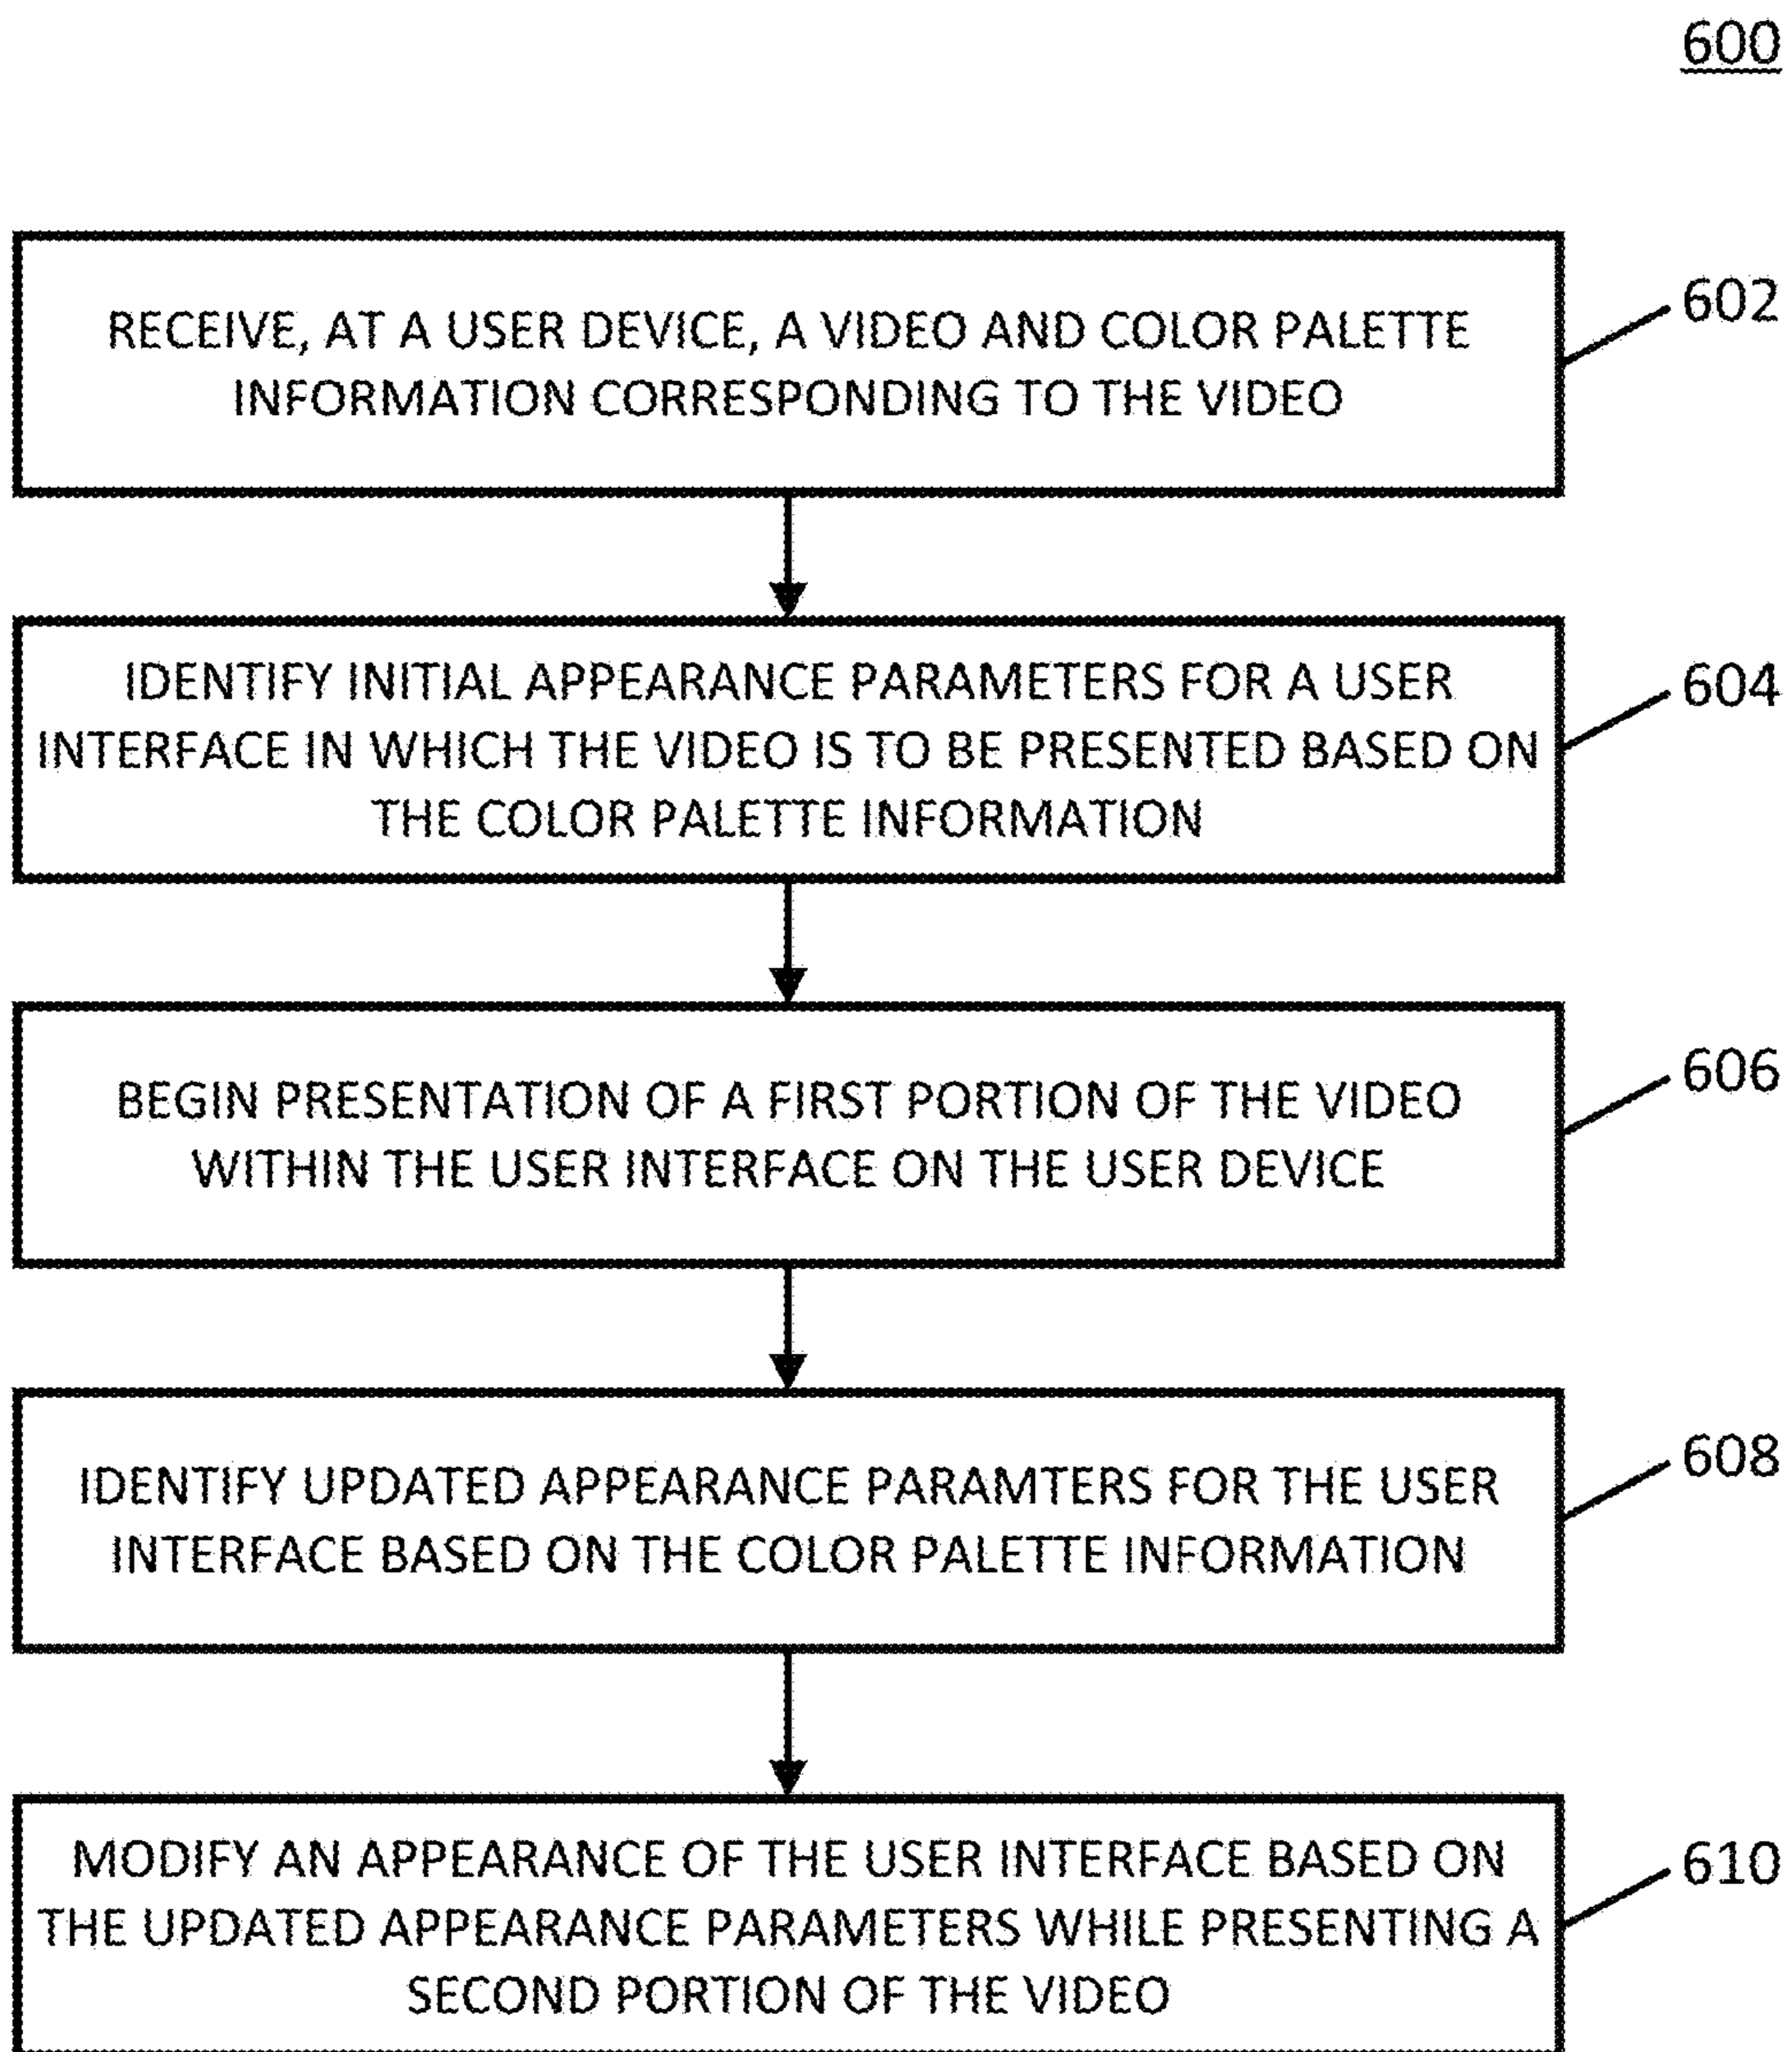 600
RECEIVE, AT A USER DEVICE, A VIDEO AND COLOR PALETTE
INFORMATION CORRESPONDING TO THE VIDEO
602
IDENTIFY INITIAL APPEARANCE PARAMETERS FOR A USER
INTERFACE IN WHICH THE VIDEO IS TO BE PRESENTED BASED ON
THE COLOR PALETTE INFORMATION
604
BEGIN PRESENTATION OF A FIRST PORTION OF THE VIDEO
WITHIN THE USER INTERFACE ON THE USER DEVICE
606
IDENTIFY UPDATED APPEARANCE PARAMTERS FOR THE USER
INTERFACE BASED ON THE COLOR PALETTE INFORMATION
608
MODIFY AN APPEARANCE OF THE USER INTERFACE BASED ON
THE UPDATED APPEARANCE PARAMETERS WHILE PRESENTING A
SECOND PORTION OF THE VIDEO
610